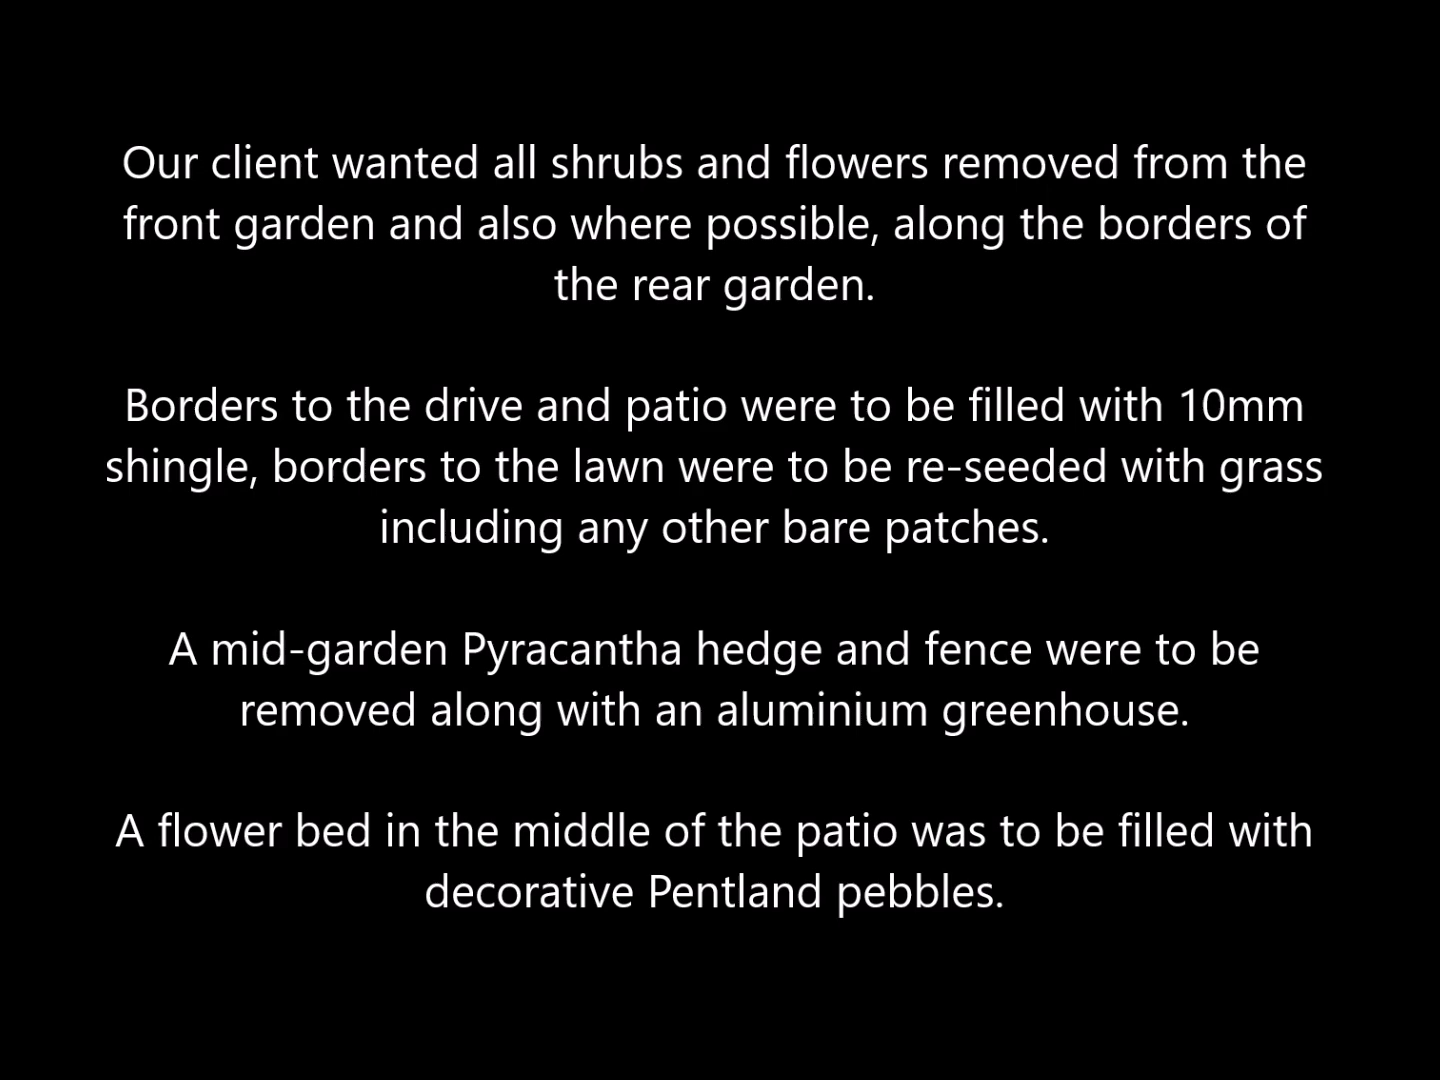 Our client wanted all shrubs and flowers removed from the
front garden and also where possible, along the borders of
the rear garden.
Borders to the drive and patio were to be filled with 10mm
shingle, borders to the lawn were to be re-seeded with grass
including any other bare patches.
A mid-garden Pyracantha hedge and fence were to be
removed along with an aluminium greenhouse.
A flower bed in the middle of the patio was to be filled with
decorative Pentland pebbles.